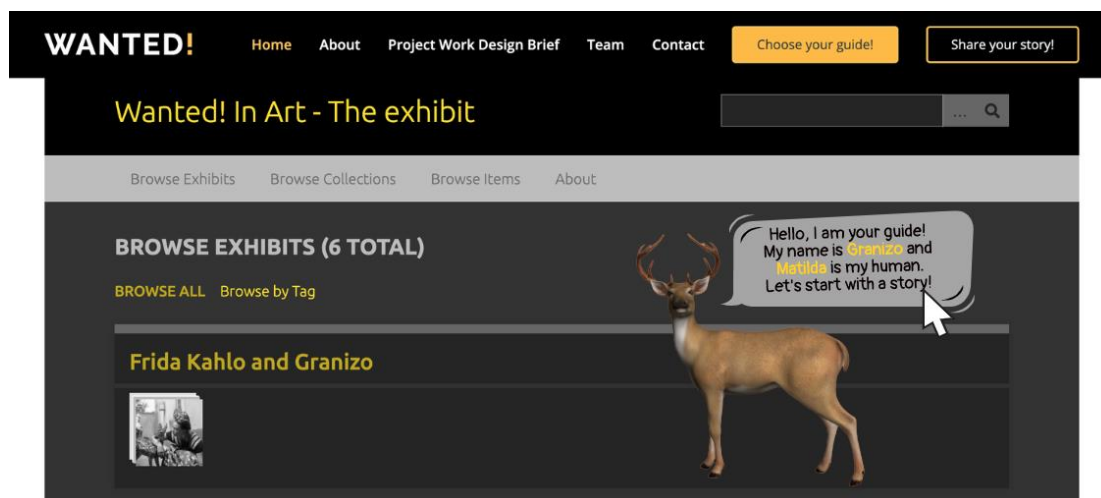 WANTED!
Home About Project Work Design Brief Team Contact Choose your guide! Share your story!
Wanted! In Art - The exhibit
...
Browse Exhibits Browse Collections Browse Items About
BROWSE EXHIBITS (6 TOTAL)
BROWSE ALL Browse by Tag
Hello, I am your guide!
My name is Granizo and
Matilda is my human.
Let's start with a story!
Frida Kahlo and Granizo